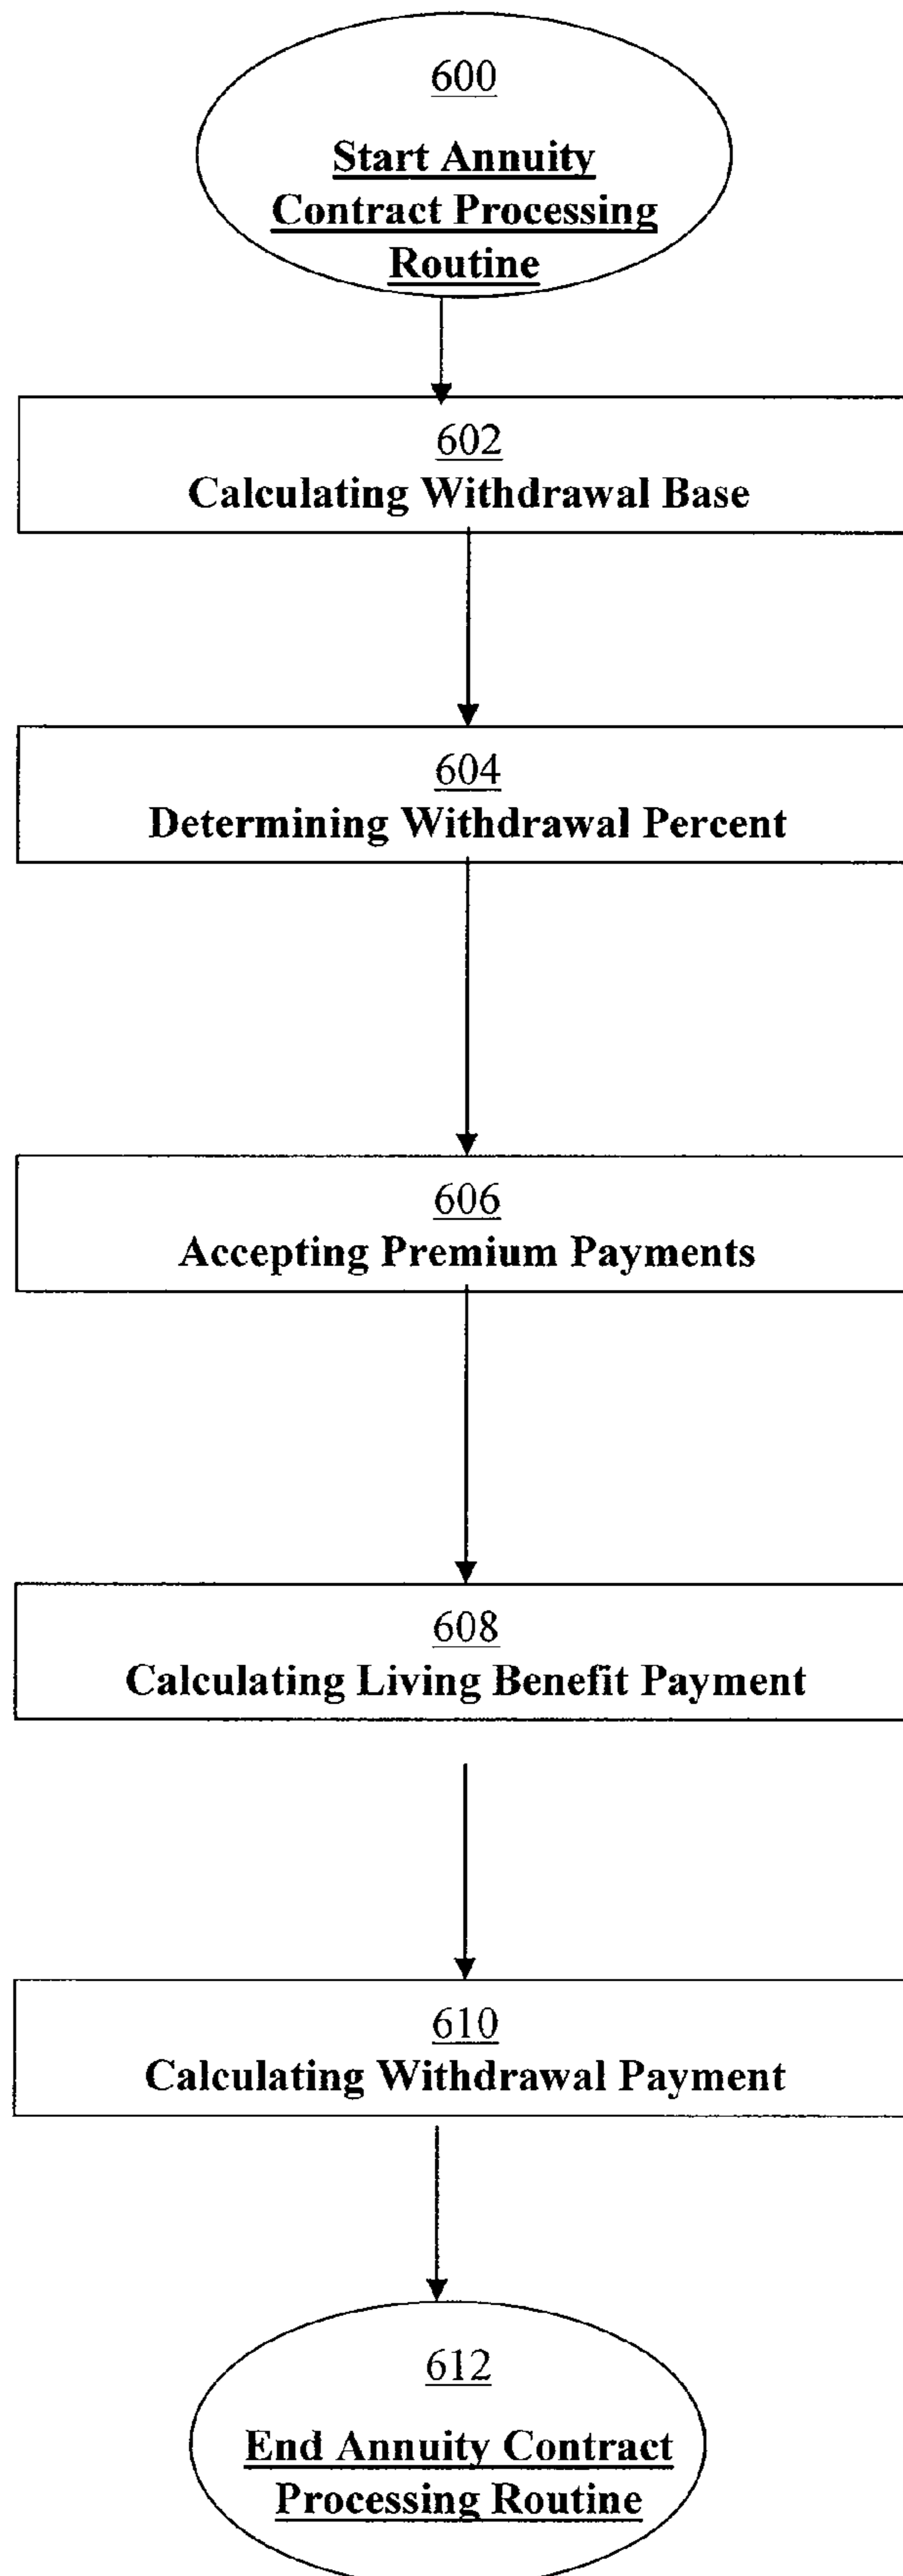 600
Start Annuity
Contract Processing
Routine
602
Calculating Withdrawal Base
604
Determining Withdrawal Percent
606
Accepting Premium Payments
608
Calculating Living Benefit Payment
610
Calculating Withdrawal Payment
612
End Annuity Contract
Processing Routine